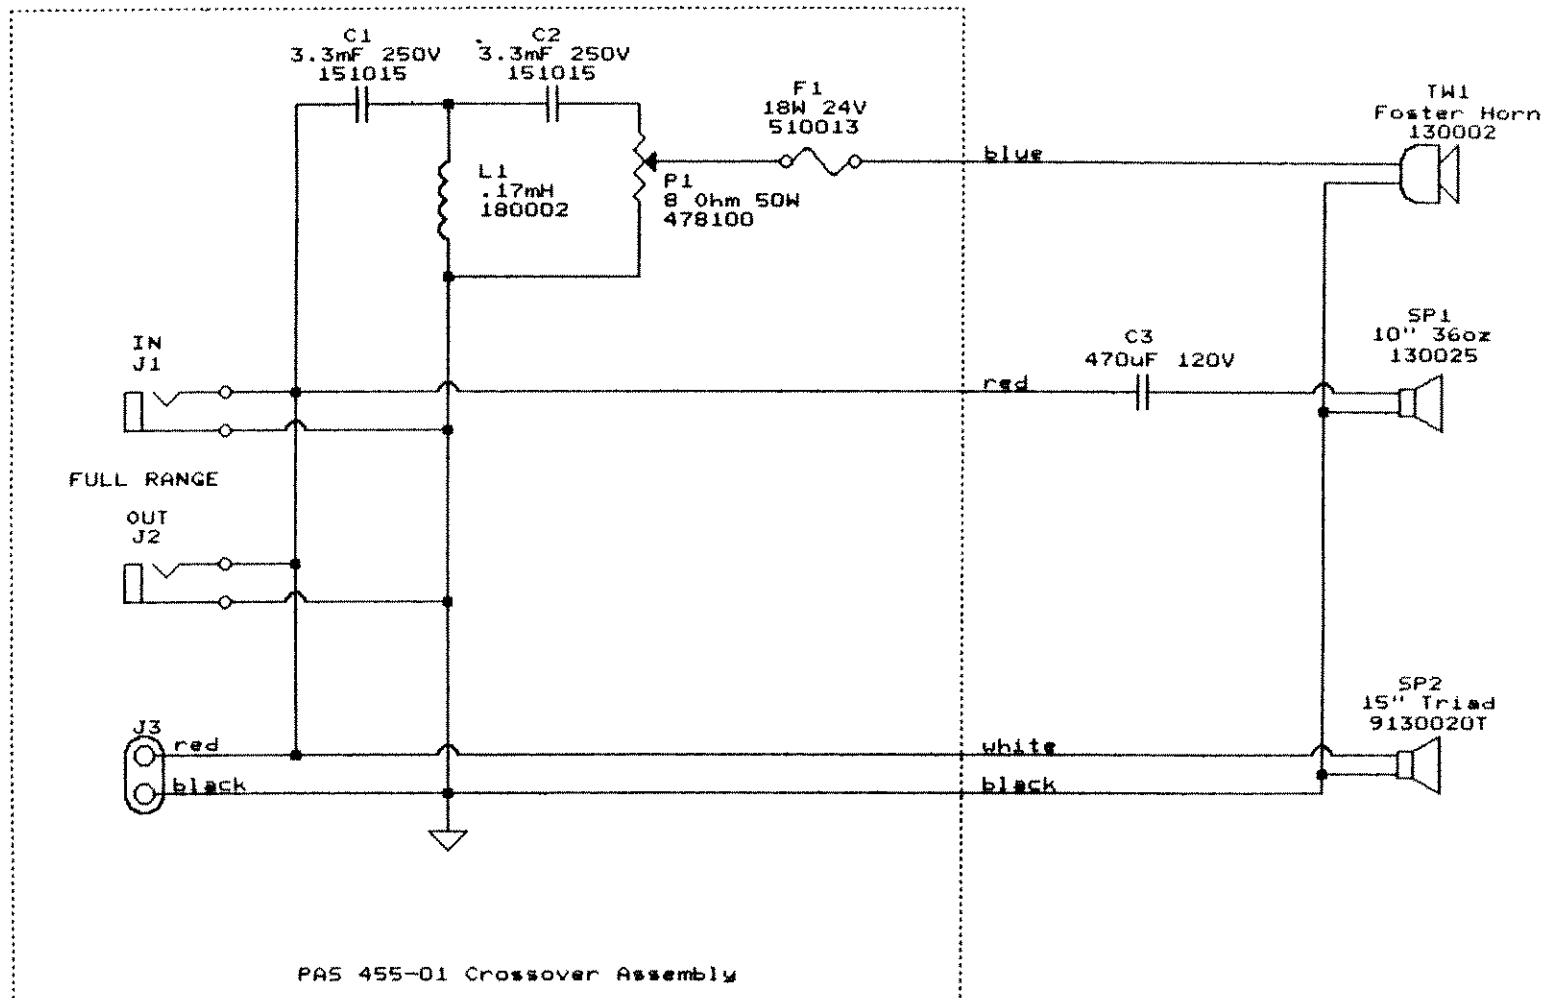 C1
3.3mF 250V
151015
C2
3.3mF 250V
151015
F1
18W 24V
510013
TW1
Foster Horn
130002
blue
L1
.17mH
180002
P1
8 Ohm 50W
478100
IN
J1
SP1
10" 36oz
130025
C3
470uF 120V
red
FULL RANGE
OUT
J2
SP2
15" Triad
9130020T
J3
red
white
black
black
PAS 455-01 Crossover Assembly